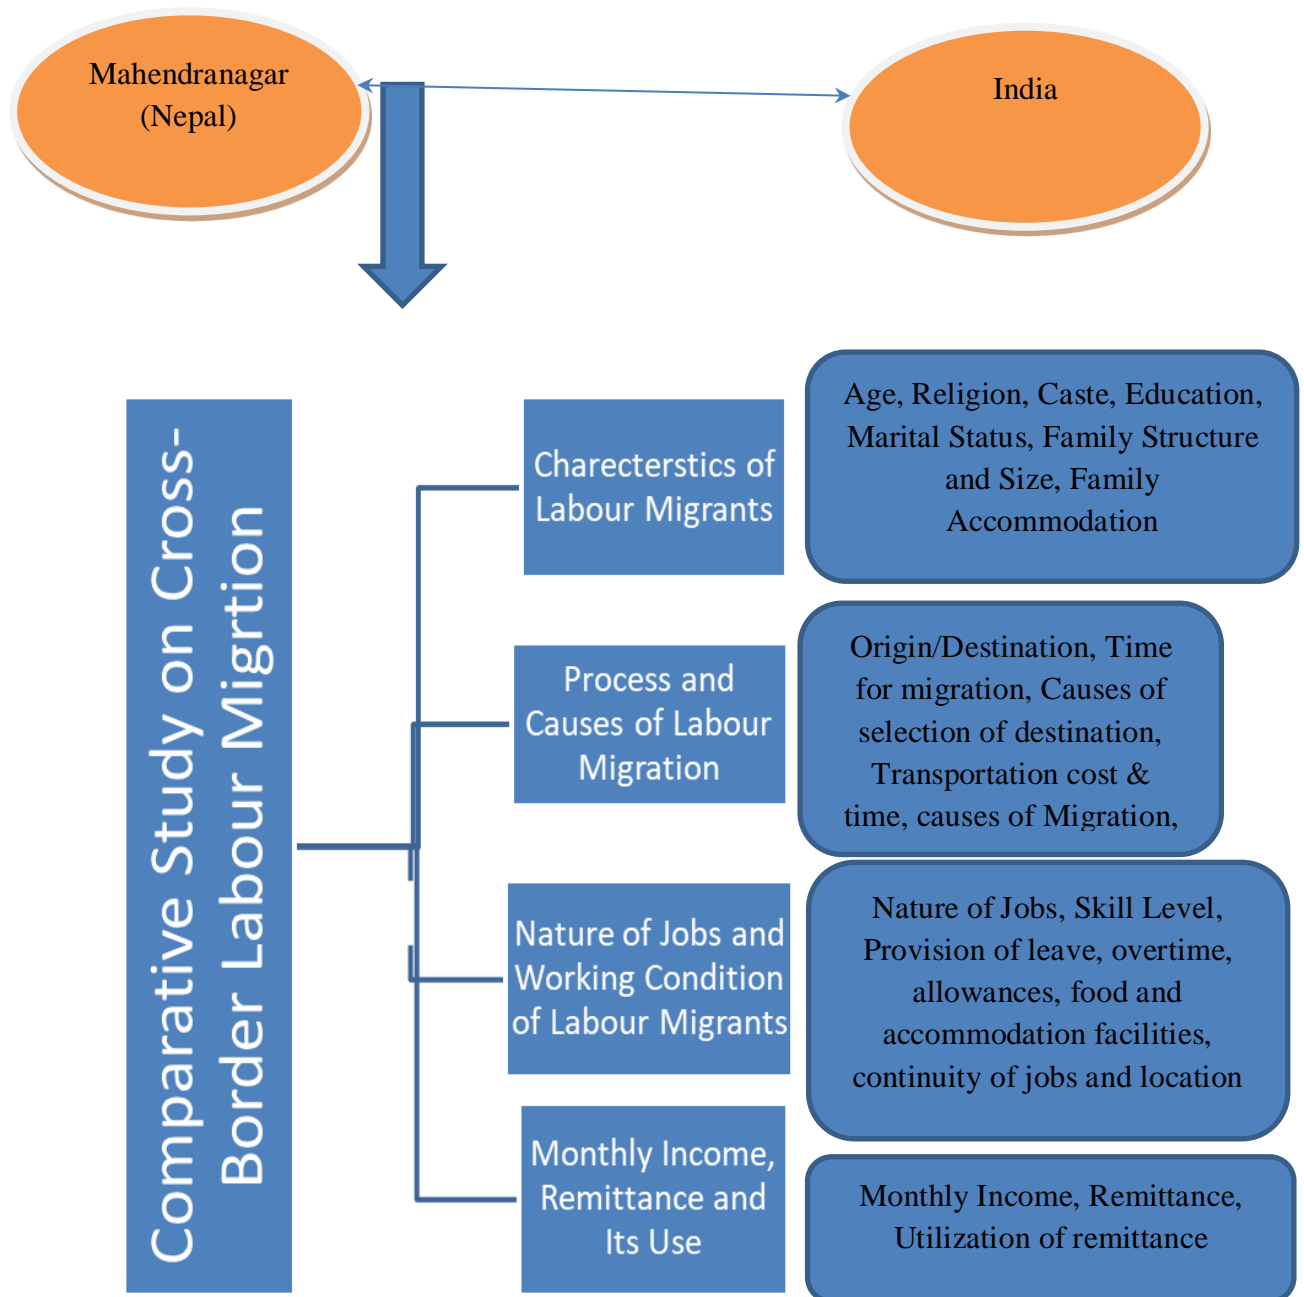 Mahendranagar
(Nepal)
India
Comparative Study on Cross-
Border Labour Migrtion
Charecterstics of
Labour Migrants
Age, Religion, Caste, Education,
Marital Status, Family Structure
and Size, Family
Accommodation
Process and
Causes of Labour
Migration
Origin/Destination, Time
for migration, Causes of
selection of destination,
Transportation cost &
time, causes of Migration,
Nature of Jobs and
Working Condition
of Labour Migrants
Nature of Jobs, Skill Level,
Provision of leave, overtime,
allowances, food and
accommodation facilities,
continuity of jobs and location
Monthly Income,
Remittance and
Its Use
Monthly Income, Remittance,
Utilization of remittance